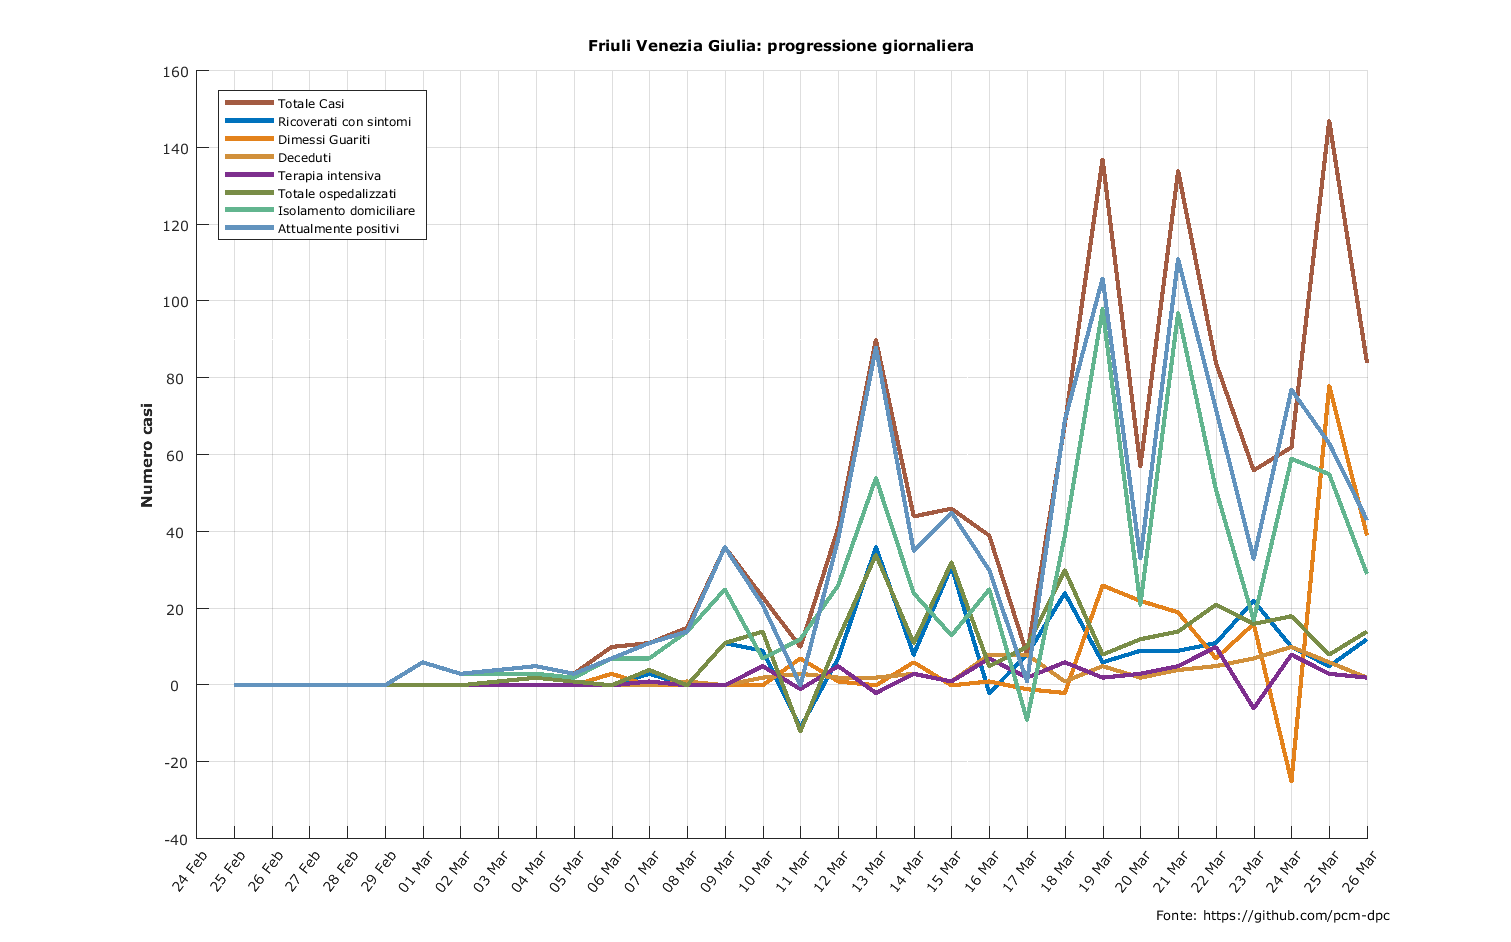 Friuli Venezia Giulia: progressione giornaliera
160
140
120
100
80
60
40
20
0
-20
-40
Numero casi
Totale Casi
Ricoverati con sintomi
Dimessi Guariti
Deceduti
Terapia intensiva
Totale ospedalizzati
Isolamento domiciliare
Attualmente positivi
24 Feb
25 Feb
26 Feb
27 Feb
28 Feb
29 Feb
01 Mar
02 Mar
03 Mar
04 Mar
05 Mar
06 Mar
07 Mar
08 Mar
09 Mar
10 Mar
11 Mar
12 Mar
13 Mar
14 Mar
15 Mar
16 Mar
17 Mar
18 Mar
19 Mar
20 Mar
21 Mar
22 Mar
23 Mar
24 Mar
25 Mar
26 Mar
Fonte: https://github.com/pcm-dpc